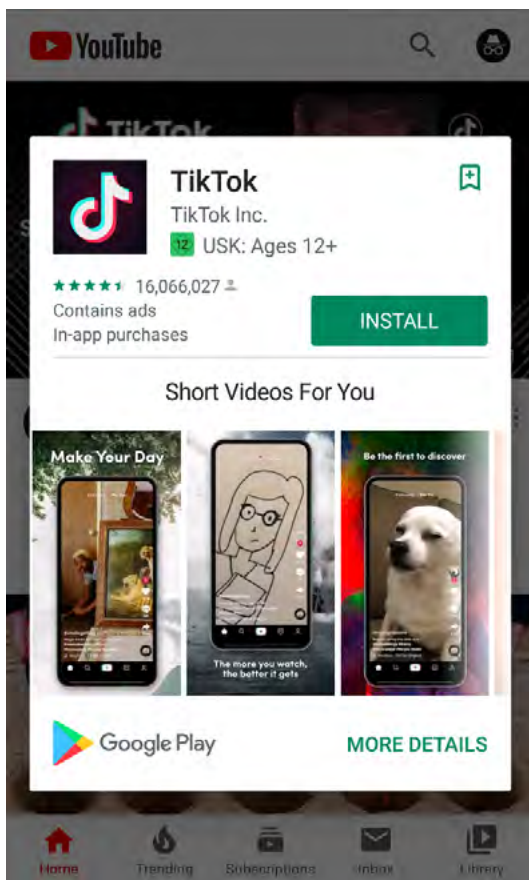 YouTube
TikTok
TikTok
TikTok Inc.
12 USK: Ages 12+
16,066,027
Contains ads
In-app purchases
INSTALL
Short Videos For You
Make Your Day
The more you watch,
the better it gets
Be the first to discover
Google Play
MORE DETAILS
Home
Trending
Subscriptions
Inbox
Library